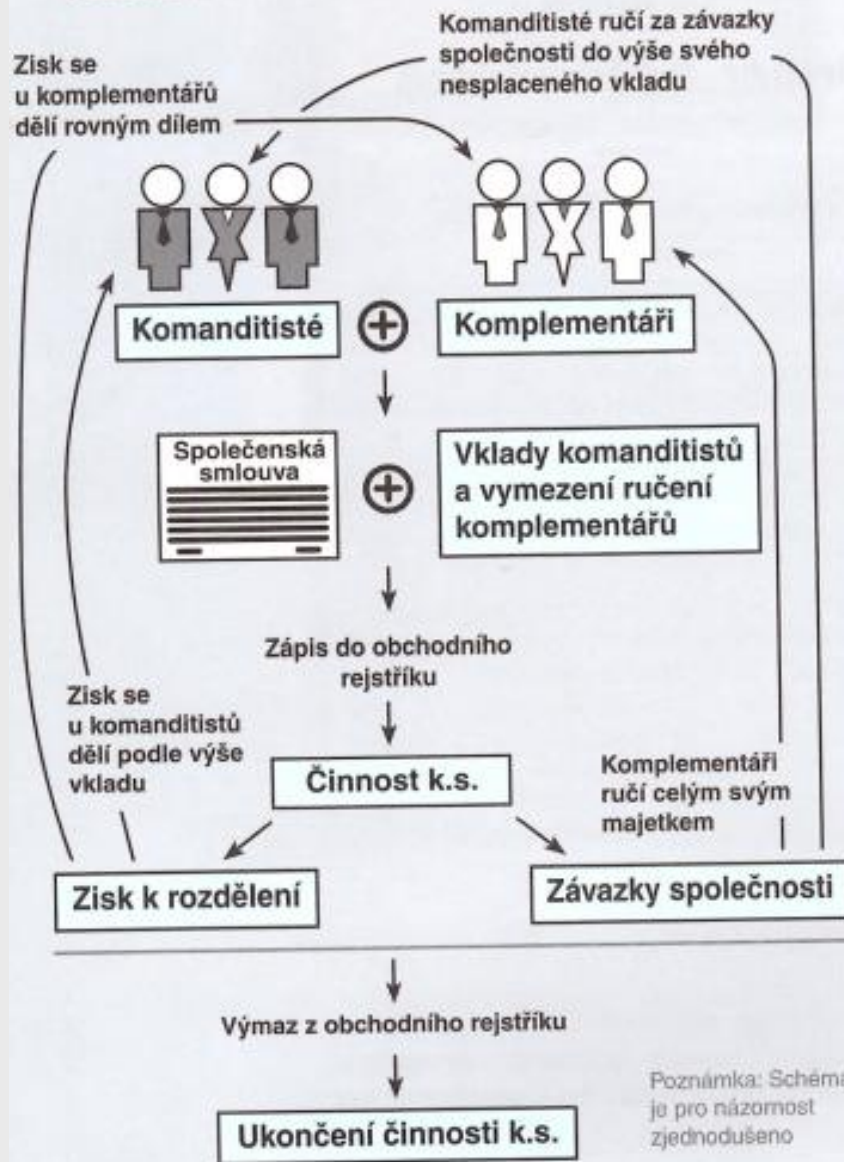 Komanditisté ručí za závazky
společnosti do výše svého
nesplaceného vkladu
Zisk se
u komplementářů
dělí rovným dílem
Komanditisté
Komplementáři
Společenská
smlouva
Vklady komanditistů
a vymezení ručení
komplementářů
Zápis do obchodního
rejstříku
Zisk se
u komanditistů
dělí podle výše
vkladu
Činnost k.s.
Komplementáři
ručí celým svým
majetkem
Zisk k rozdělení
Závazky společnosti
Výmaz z obchodního rejstříku
Poznámka: Schéma
je pro názornost
zjednodušeno
Ukončení činnosti k.s.